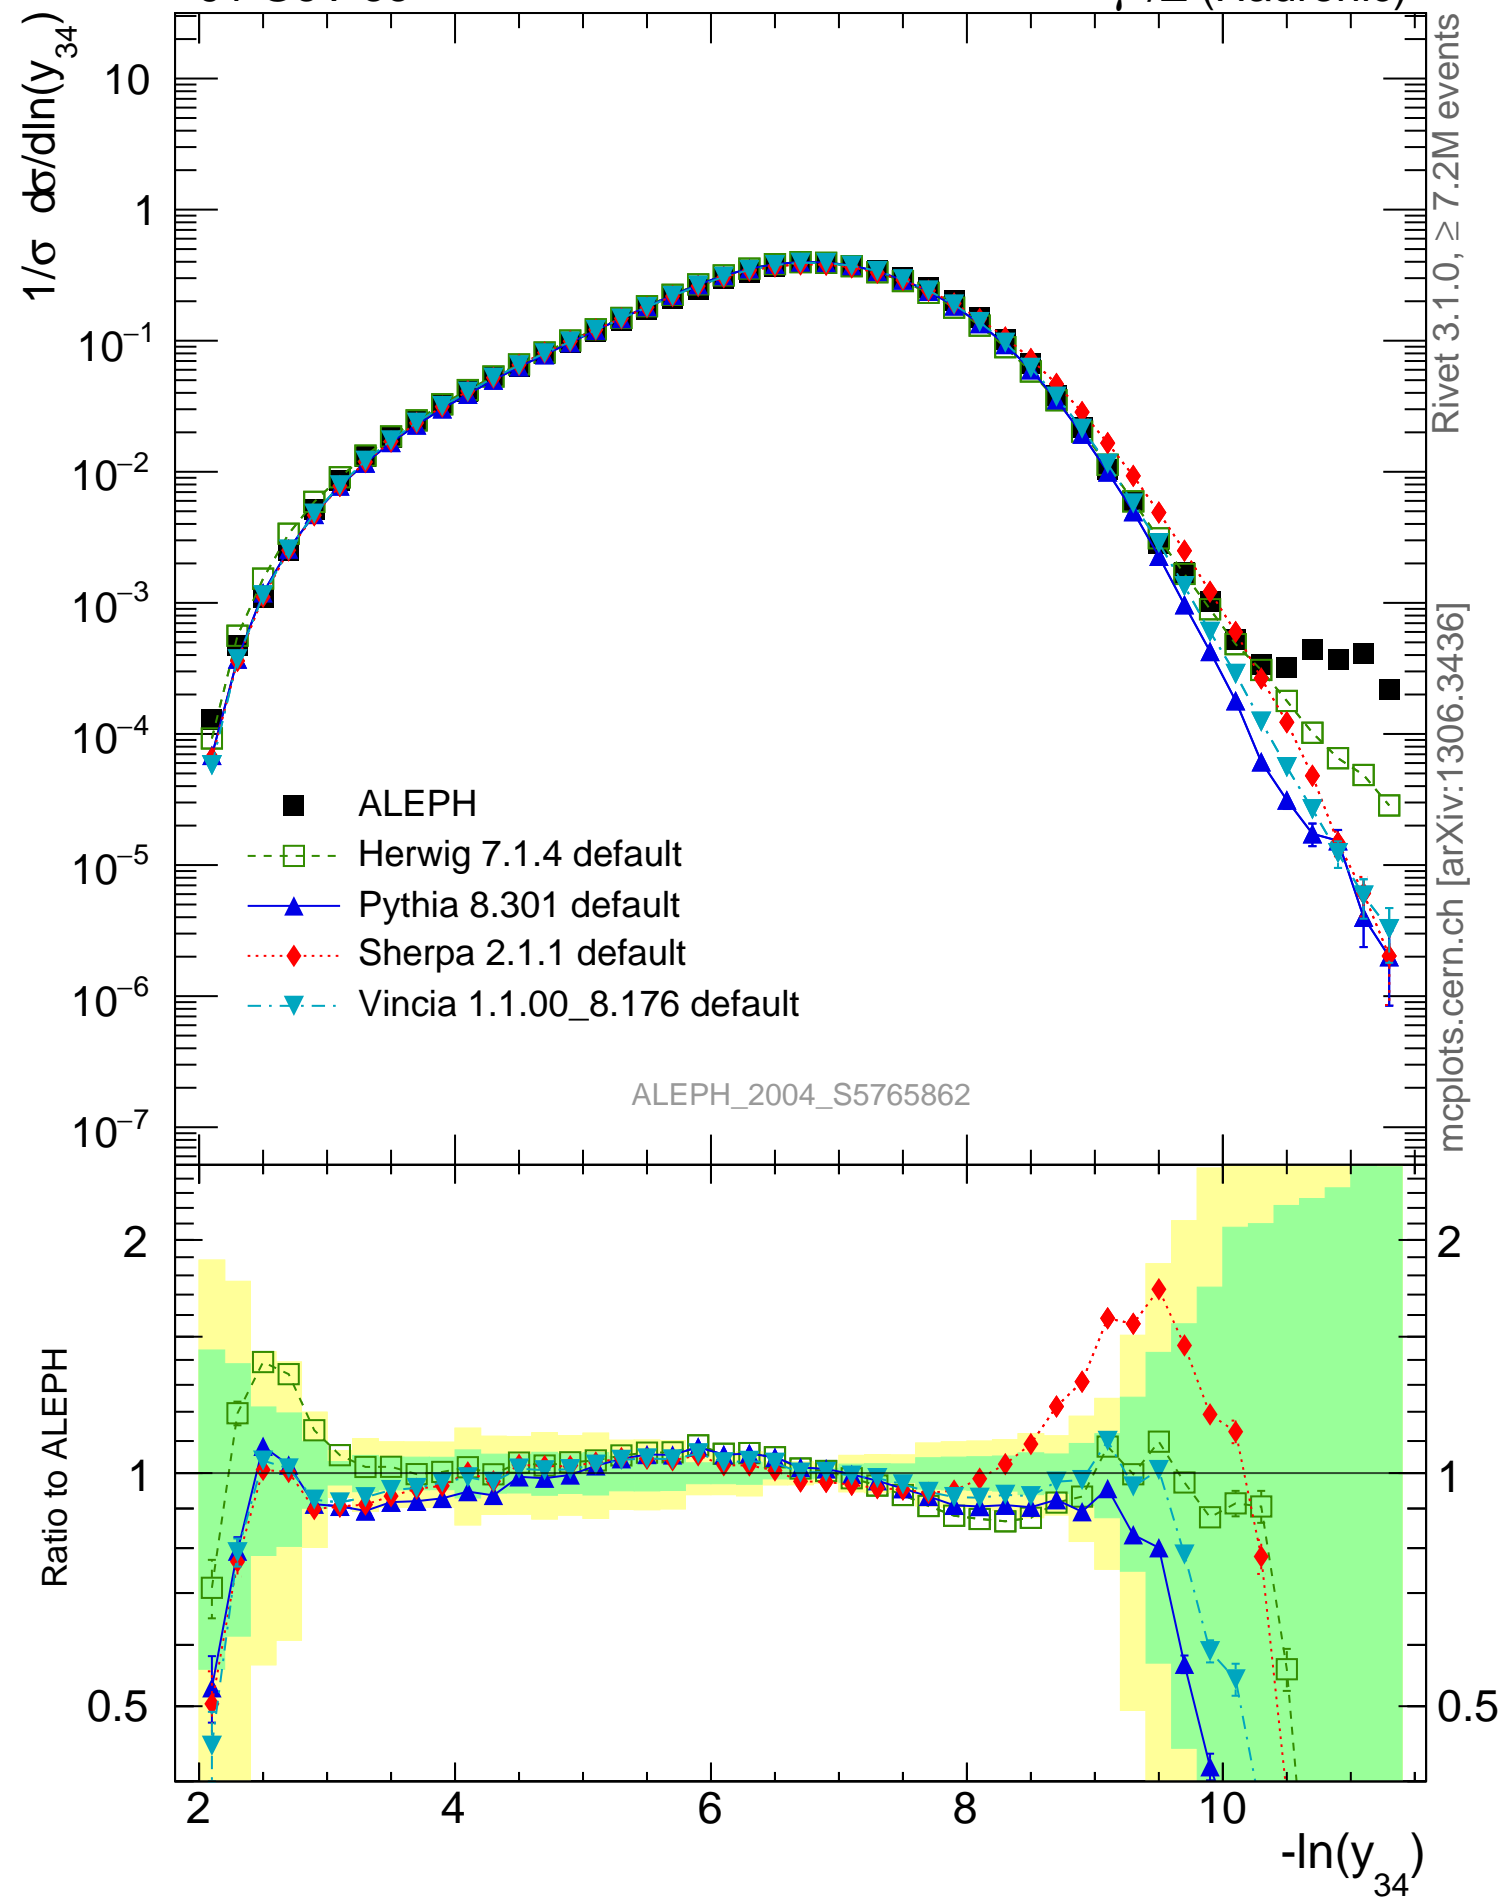 1/σ dσ/dln(y34)
10
1
10−1
10−2
10−3
10−4
10−5
10−6
10−7
ALEPH
Herwig 7.1.4 default
Pythia 8.301 default
Sherpa 2.1.1 default
Vincia 1.1.00_8.176 default
ALEPH_2004_S5765862
Rivet 3.1.0, ≥ 7.2M events
mcplots.cern.ch [arXiv:1306.3436]
Ratio to ALEPH
2
1
0.5
2
1
0.5
2 4 6 8 10
-ln(y34)